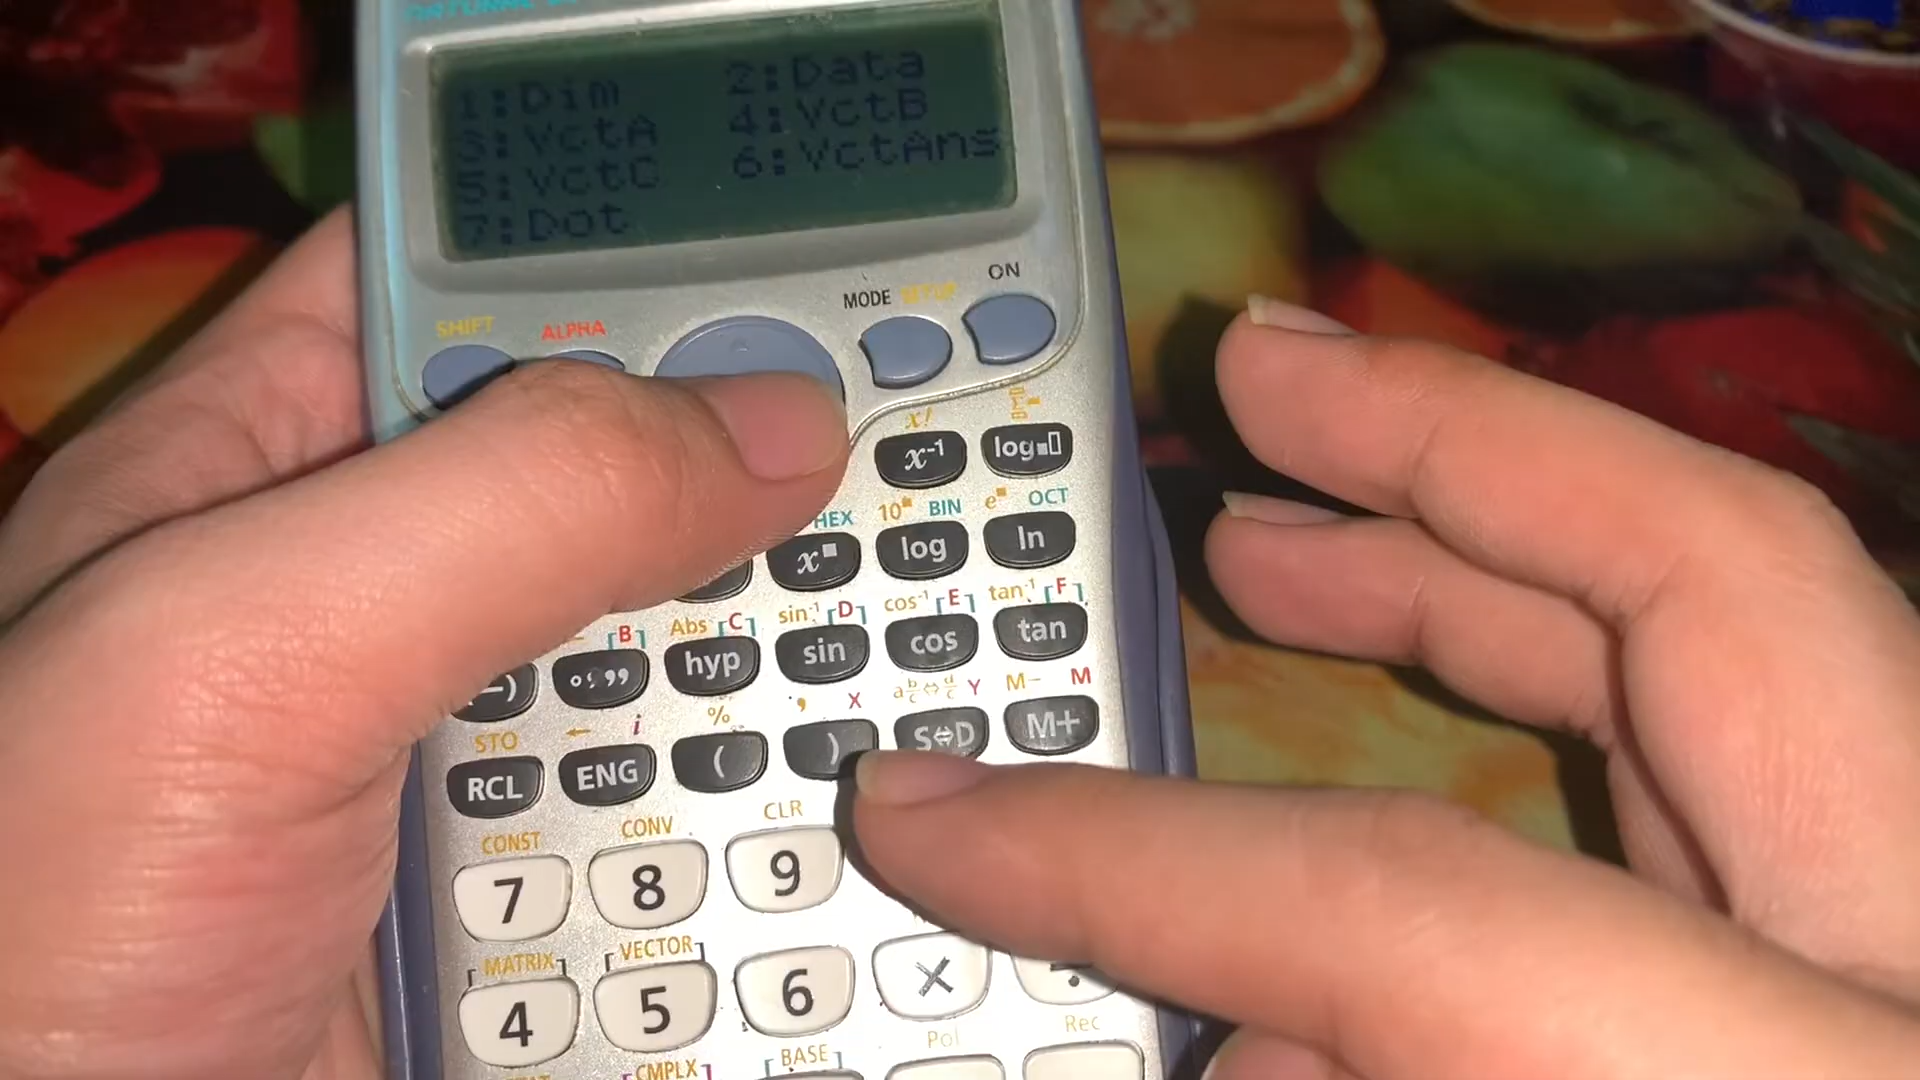 1:Dim 2:Data
3:VctA 4:VctB
5:VctC 6:VctAns
7:Dot
ON
MODE SETUP
SHIFT ALPHA
x!
x⁻¹ log
HEX 10 BIN e OCT
x log ln
[B] Abs [C] sin⁻¹ [D] cos⁻¹ [E] tan⁻¹ [F]
(−) hyp sin cos tan
STO ← i % , X a b/c⇔d/c Y M− M
RCL ENG ( ) S⇔D M+
CONST CONV CLR
7 8 9
MATRIX VECTOR
4 5 6 × ÷
CMPLX BASE Pol Rec